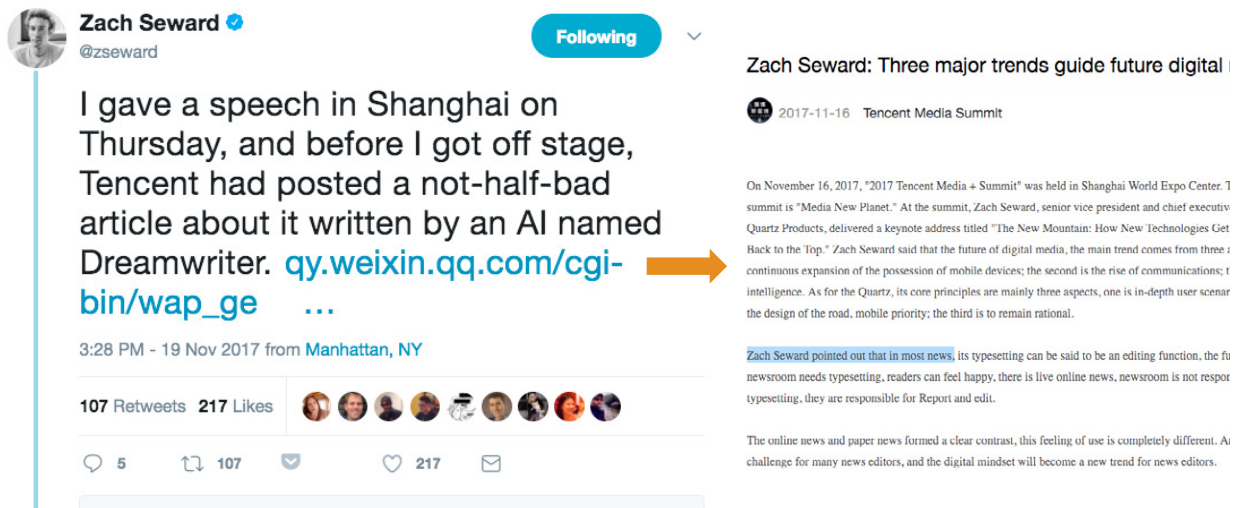 Zach Seward
@zseward
Following
I gave a speech in Shanghai on
Thursday, and before I got off stage,
Tencent had posted a not-half-bad
article about it written by an AI named
Dreamwriter. qy.weixin.qq.com/cgi-
bin/wap_ge ...
3:28 PM - 19 Nov 2017 from Manhattan, NY
107 Retweets 217 Likes
5 107 217
Zach Seward: Three major trends guide future digital
2017-11-16 Tencent Media Summit
On November 16, 2017, "2017 Tencent Media + Summit" was held in Shanghai World Expo Center.
summit is "Media New Planet." At the summit, Zach Seward, senior vice president and chief
Quartz Products, delivered a keynote address titled "The New Mountain: How New Technologies Get
Back to the Top." Zach Seward said that the future of digital media, the main trend comes from three
continuous expansion of the possession of mobile devices; the second is the rise of communications;
intelligence. As for the Quartz, its core principles are mainly three aspects, one is in-depth user
the design of the road, mobile priority; the third is to remain rational.
Zach Seward pointed out that in most news, its typesetting can be said to be an editing function, the
newsroom needs typesetting, readers can feel happy, there is live online news, newsroom is not
typesetting, they are responsible for Report and edit.
The online news and paper news formed a clear contrast, this feeling of use is completely different.
challenge for many news editors, and the digital mindset will become a new trend for news editors.